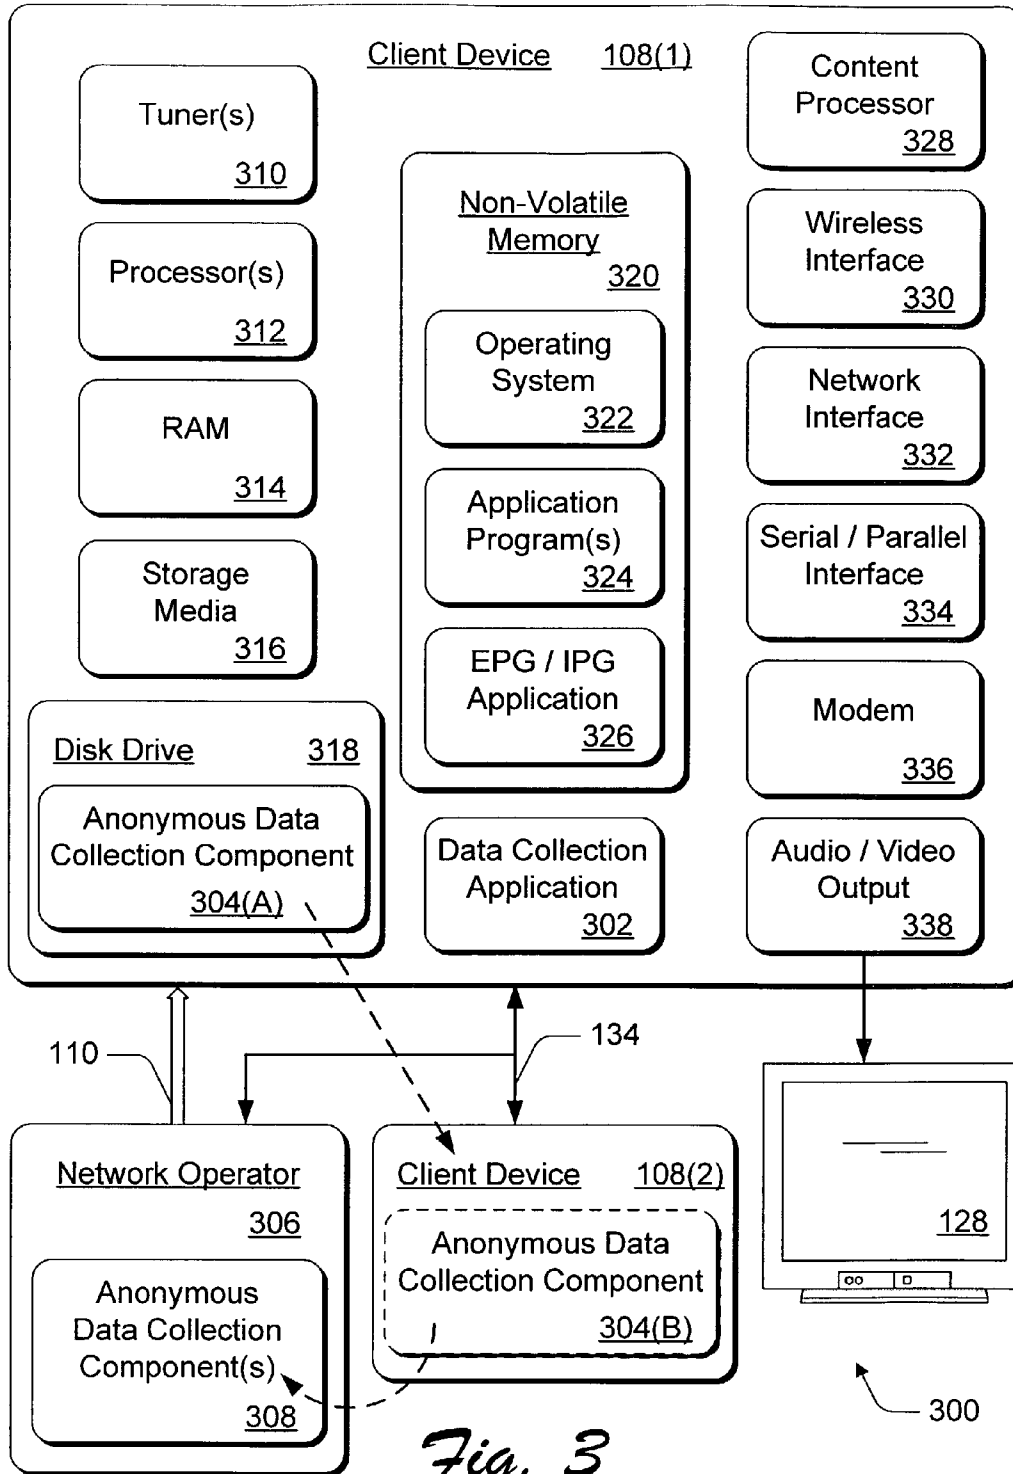 Client Device 108(1)
Tuner(s)
310
Processor(s)
312
RAM
314
Storage
Media
316
Disk Drive 318
Anonymous Data
Collection Component
304(A)
Non-Volatile
Memory
320
Operating
System
322
Application
Program(s)
324
EPG / IPG
Application
326
Data Collection
Application
302
Content
Processor
328
Wireless
Interface
330
Network
Interface
332
Serial / Parallel
Interface
334
Modem
336
Audio / Video
Output
338
110
134
Network Operator
306
Anonymous
Data Collection
Component(s)
308
Client Device 108(2)
Anonymous Data
Collection Component
304(B)
128
300
Fig. 3